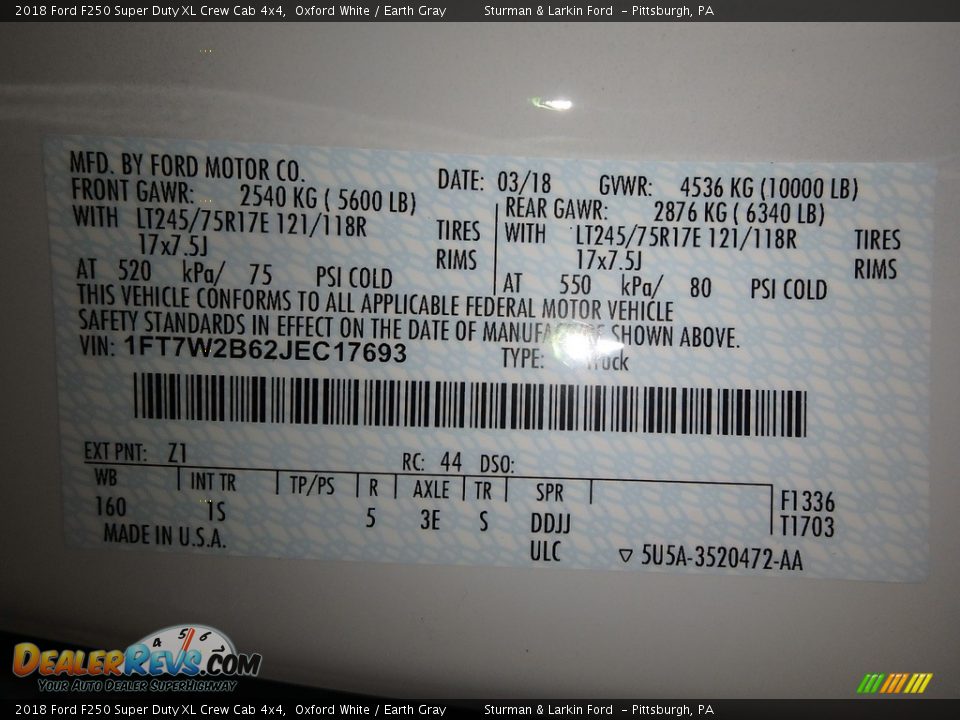 2018 Ford F250 Super Duty XL Crew Cab 4x4, Oxford White / Earth Gray Sturman & Larkin Ford - Pittsburgh, PA
MFD. BY FORD MOTOR CO.
DATE: 03/18 GVWR: 4536 KG (10000 LB)
FRONT GAWR: 2540 KG ( 5600 LB)
WITH LT245/75R17E 121/118R TIRES
17x7.5J RIMS
AT 520 kPa/ 75 PSI COLD
REAR GAWR: 2876 KG ( 6340 LB)
WITH LT245/75R17E 121/118R TIRES
17x7.5J RIMS
AT 550 kPa/ 80 PSI COLD
THIS VEHICLE CONFORMS TO ALL APPLICABLE FEDERAL MOTOR VEHICLE
SAFETY STANDARDS IN EFFECT ON THE DATE OF SHOWN ABOVE.
VIN: 1FT7W2B62JEC17693 TYPE:
EXT PNT: Z1 RC: 44 DSO:
WB INT TR TP/PS R AXLE TR SPR
160 1S 5 3E S DDJJ
F1336
T1703
MADE IN U.S.A. ULC ▽ 5U5A-3520472-AA
4 5 6
DEALERREVS.COM
YOUR AUTO DEALER SUPERHIGHWAY
2018 Ford F250 Super Duty XL Crew Cab 4x4, Oxford White / Earth Gray Sturman & Larkin Ford - Pittsburgh, PA